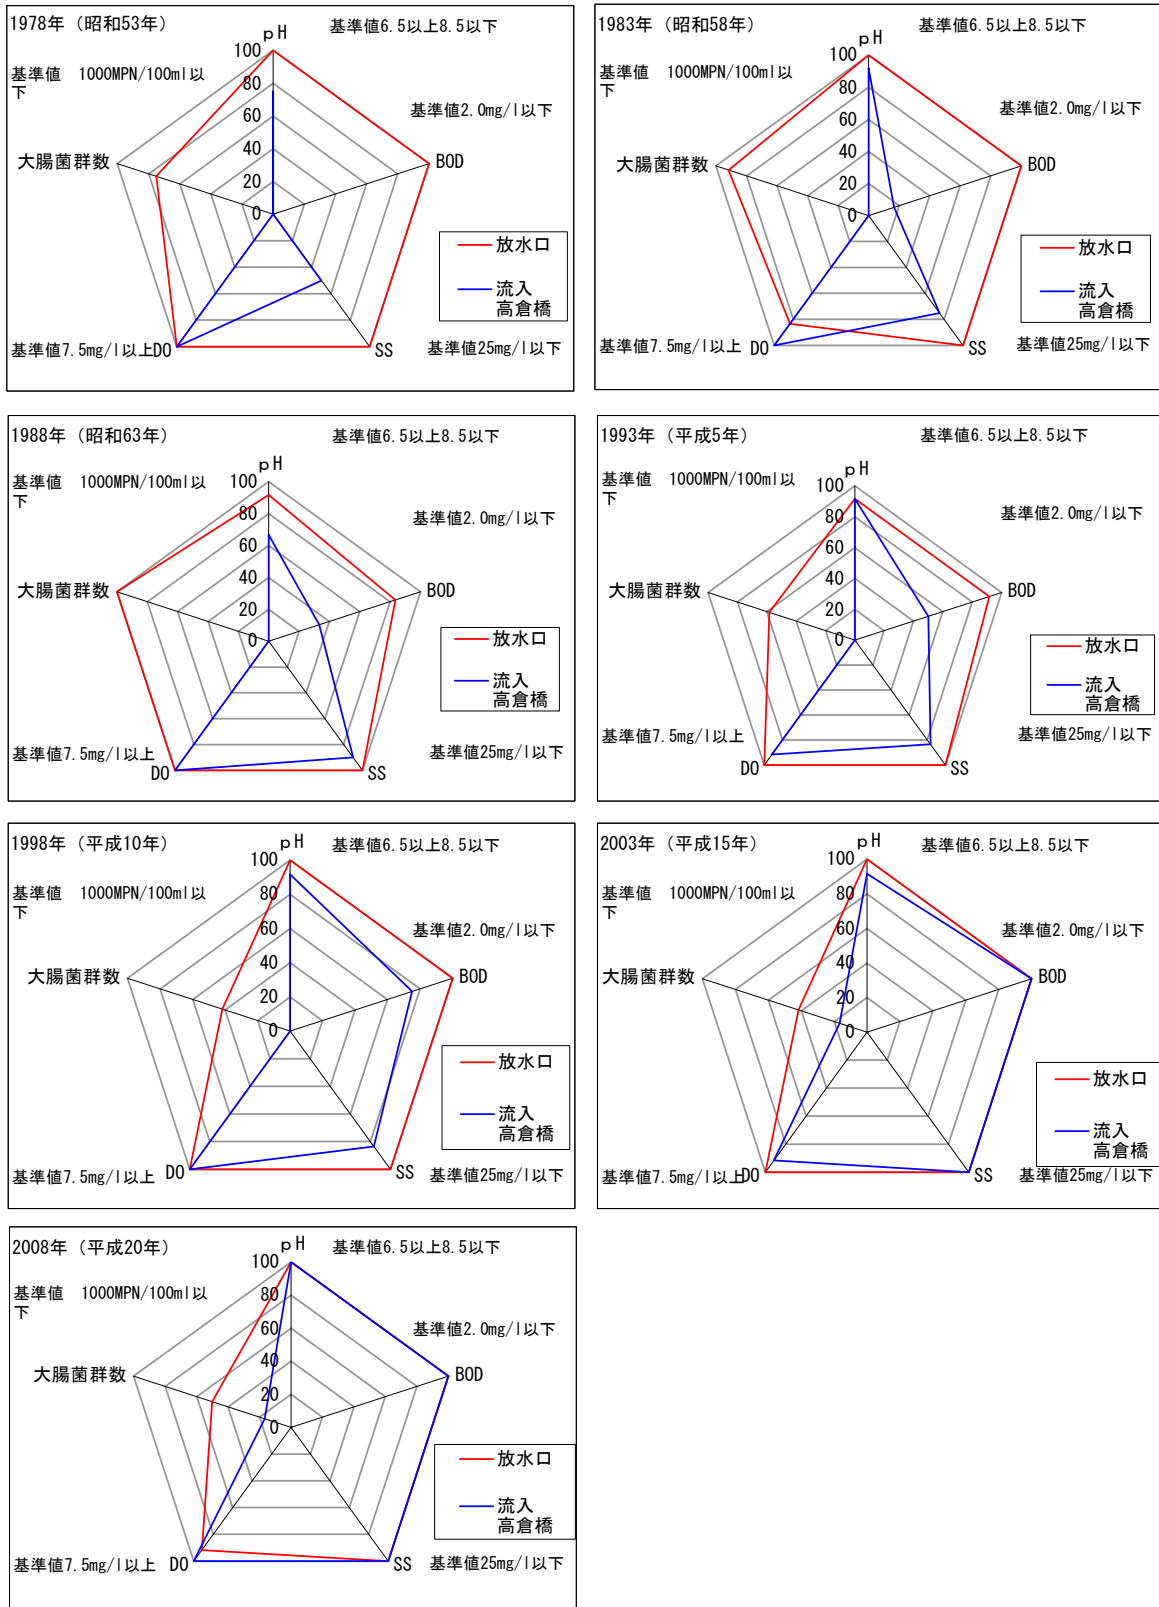 1978年（昭和53年）
pH
基準値6.5以上8.5以下
基準値　1000MPN/100ml以
下
100
80
60
40
20
0
基準値2.0mg/l以下
大腸菌群数
BOD
放水口
流入
高倉橋
基準値7.5mg/l以上
DO
SS
基準値25mg/l以下
1983年（昭和58年）
pH
基準値6.5以上8.5以下
基準値　1000MPN/100ml以
下
100
80
60
40
20
0
基準値2.0mg/l以下
大腸菌群数
BOD
放水口
流入
高倉橋
基準値7.5mg/l以上
DO
SS
基準値25mg/l以下
1988年（昭和63年）
pH
基準値6.5以上8.5以下
基準値　1000MPN/100ml以
下
100
80
60
40
20
0
基準値2.0mg/l以下
大腸菌群数
BOD
放水口
流入
高倉橋
基準値7.5mg/l以上
DO
SS
基準値25mg/l以下
1993年（平成5年）
pH
基準値6.5以上8.5以下
基準値　1000MPN/100ml以
下
100
80
60
40
20
0
基準値2.0mg/l以下
大腸菌群数
BOD
放水口
流入
高倉橋
基準値7.5mg/l以上
DO
SS
基準値25mg/l以下
1998年（平成10年）
pH
基準値6.5以上8.5以下
基準値　1000MPN/100ml以
下
100
80
60
40
20
0
基準値2.0mg/l以下
大腸菌群数
BOD
放水口
流入
高倉橋
基準値7.5mg/l以上
DO
SS
基準値25mg/l以下
2003年（平成15年）
pH
基準値6.5以上8.5以下
基準値　1000MPN/100ml以
下
100
80
60
40
20
0
基準値2.0mg/l以下
大腸菌群数
BOD
放水口
流入
高倉橋
基準値7.5mg/l以上
DO
SS
基準値25mg/l以下
2008年（平成20年）
pH
基準値6.5以上8.5以下
基準値　1000MPN/100ml以
下
100
80
60
40
20
0
基準値2.0mg/l以下
大腸菌群数
BOD
放水口
流入
高倉橋
基準値7.5mg/l以上
DO
SS
基準値25mg/l以下